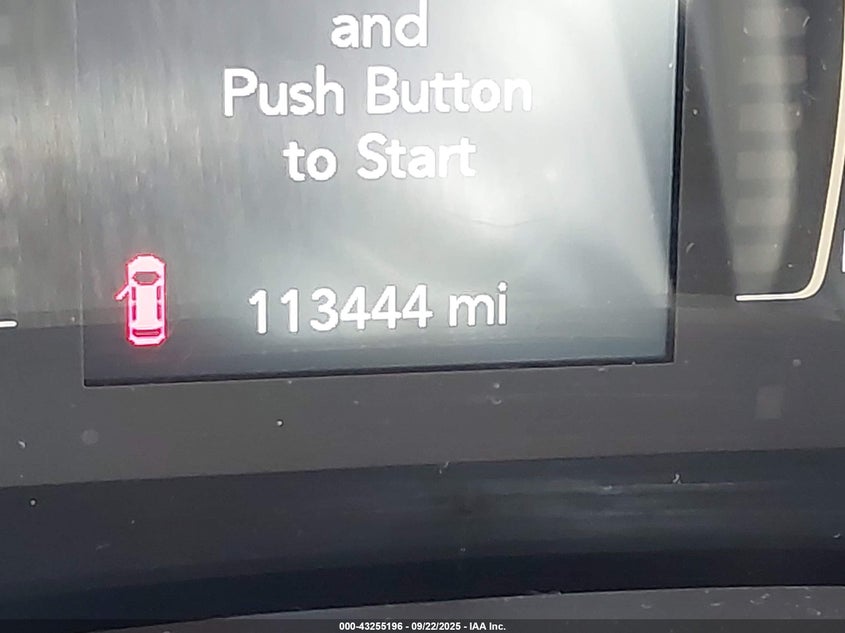 and
Push Button
to Start
113444 mi
000-43255196 - 09/22/2025 - IAA Inc.